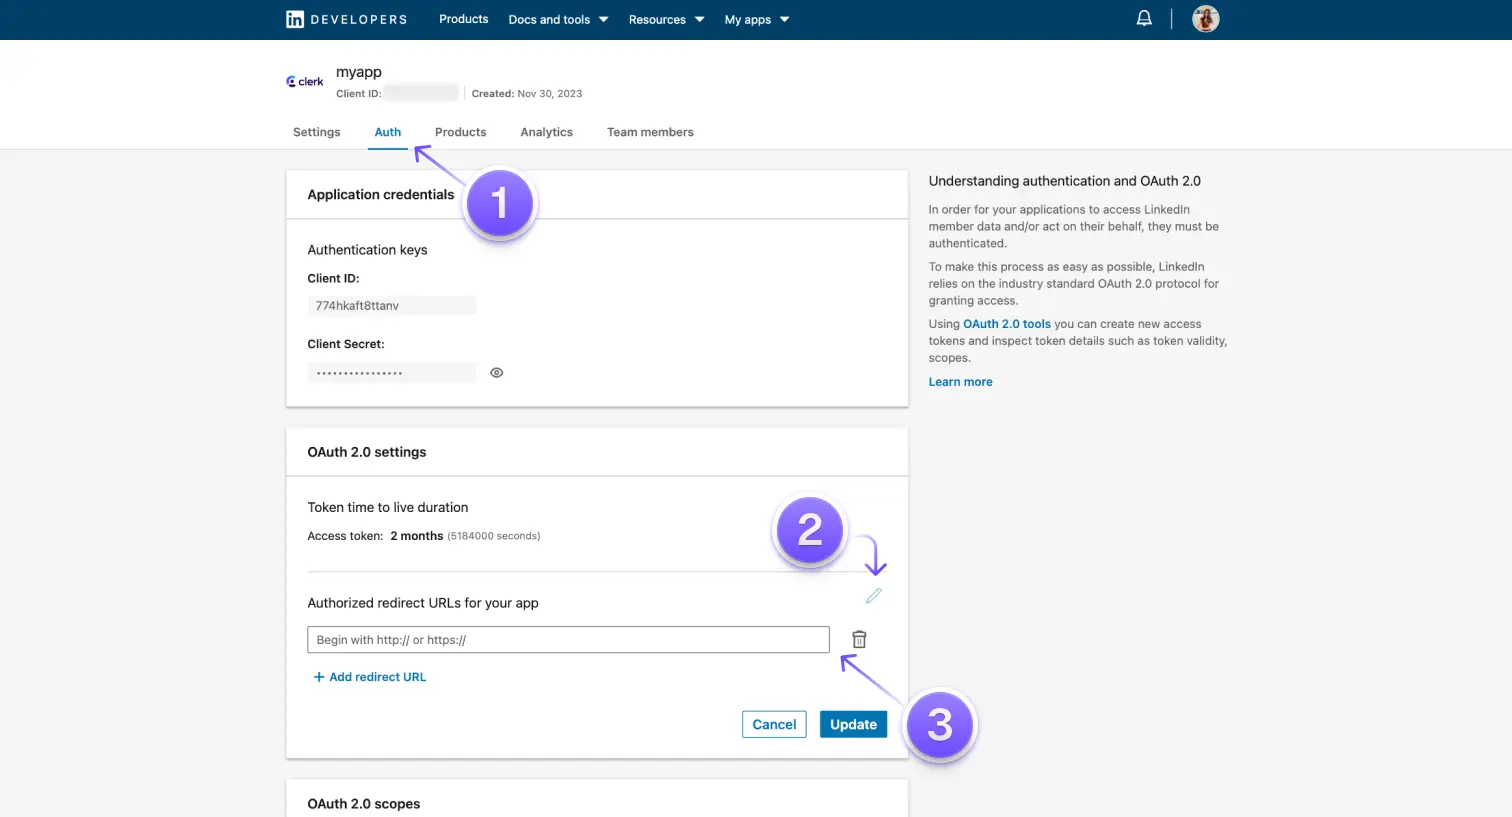 in DEVELOPERS Products Docs and tools Resources My apps
clerk
myapp
Client ID: Created: Nov 30, 2023
Settings Auth Products Analytics Team members
1
Application credentials
Authentication keys
Client ID:
774hkaft8ttanv
Client Secret:
••••••••••••••••
OAuth 2.0 settings
Token time to live duration
Access token: 2 months (5184000 seconds)
2
Authorized redirect URLs for your app
Begin with http:// or https://
+ Add redirect URL
Cancel Update
3
OAuth 2.0 scopes
Understanding authentication and OAuth 2.0
In order for your applications to access LinkedIn
member data and/or act on their behalf, they must be
authenticated.
To make this process as easy as possible, LinkedIn
relies on the industry standard OAuth 2.0 protocol for
granting access.
Using OAuth 2.0 tools you can create new access
tokens and inspect token details such as token validity,
scopes.
Learn more